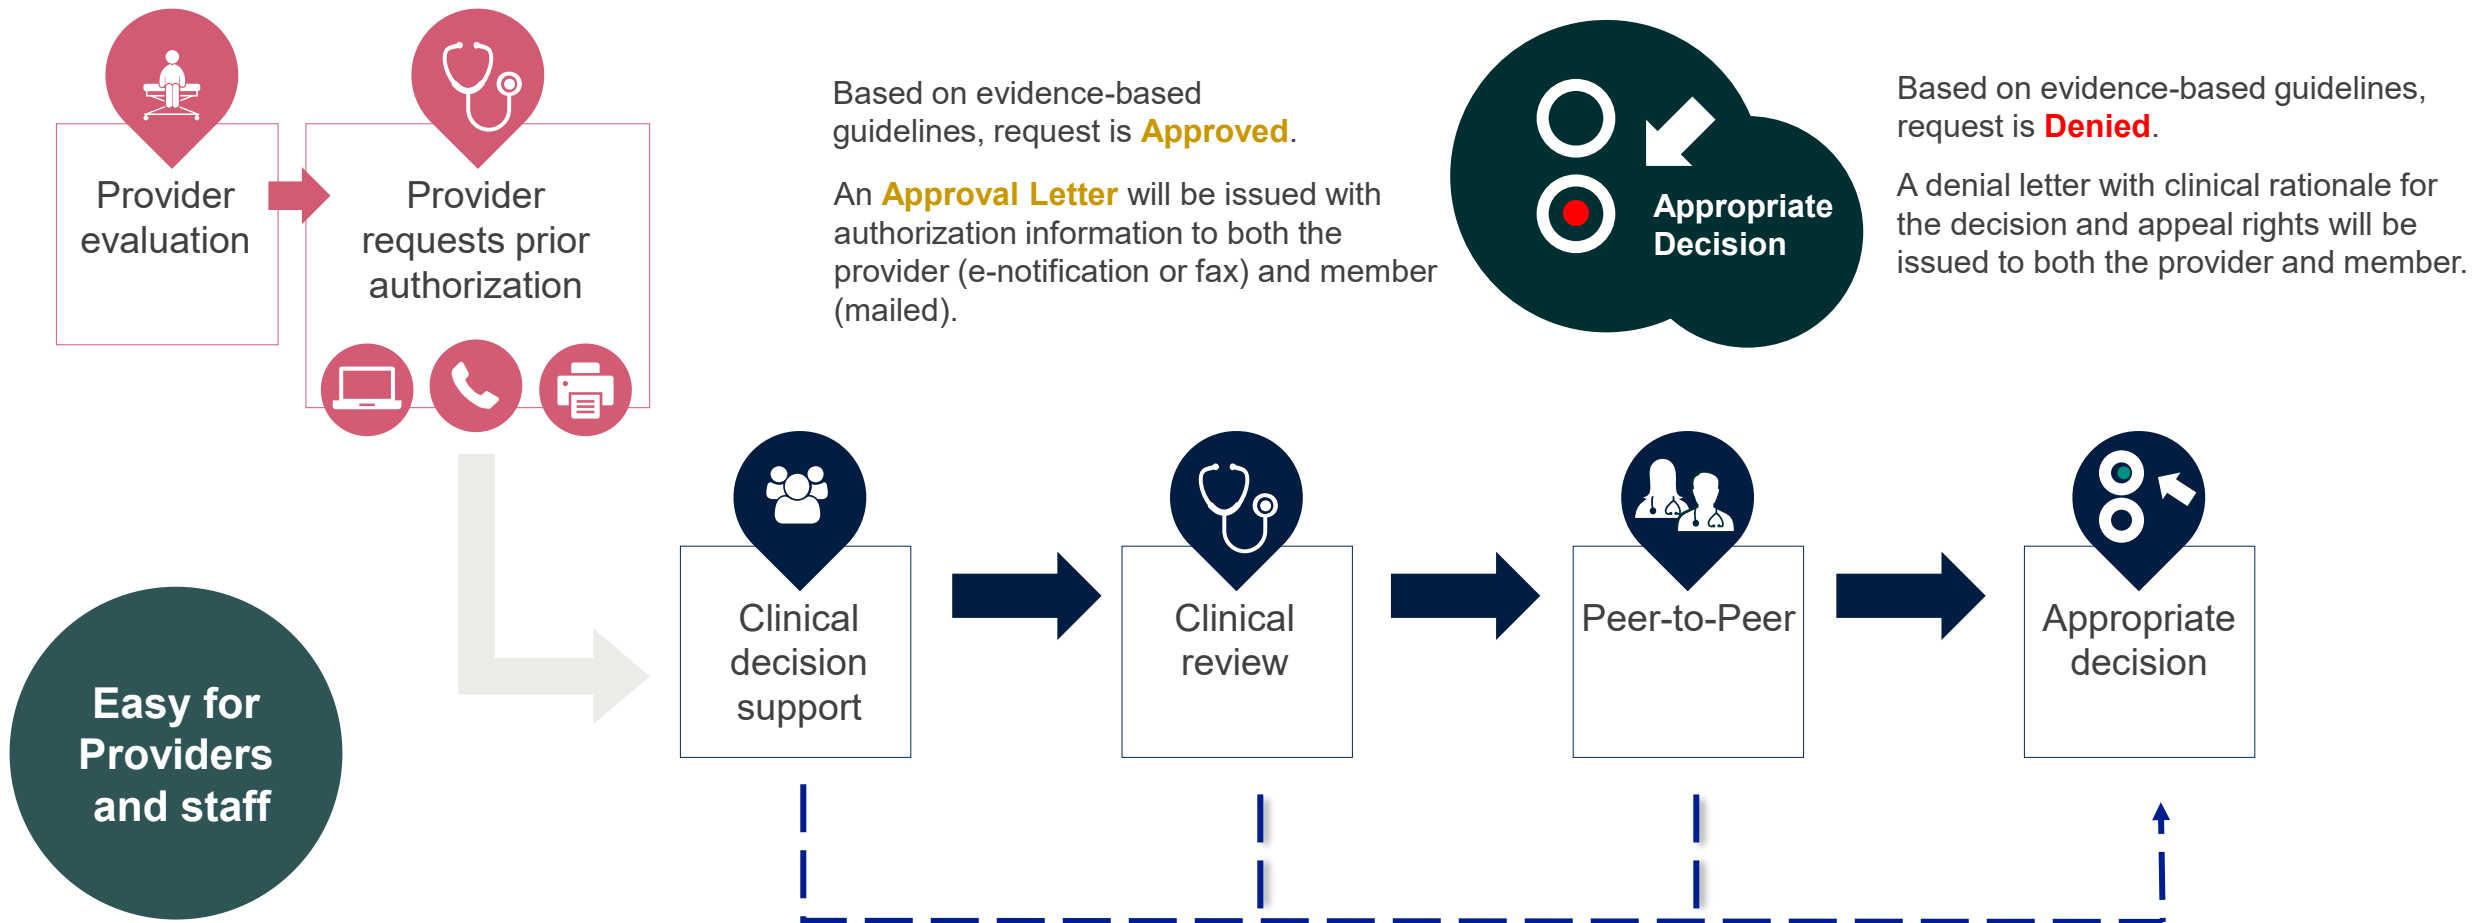 Provider
evaluation
Provider
requests prior
authorization
Based on evidence-based
guidelines, request is Approved.
An Approval Letter will be issued with
authorization information to both the
provider (e-notification or fax) and member
(mailed).
Appropriate
Decision
Based on evidence-based guidelines,
request is Denied.
A denial letter with clinical rationale for
the decision and appeal rights will be
issued to both the provider and member.
Easy for
Providers
and staff
Clinical
decision
support
Clinical
review
Peer-to-Peer
Appropriate
decision